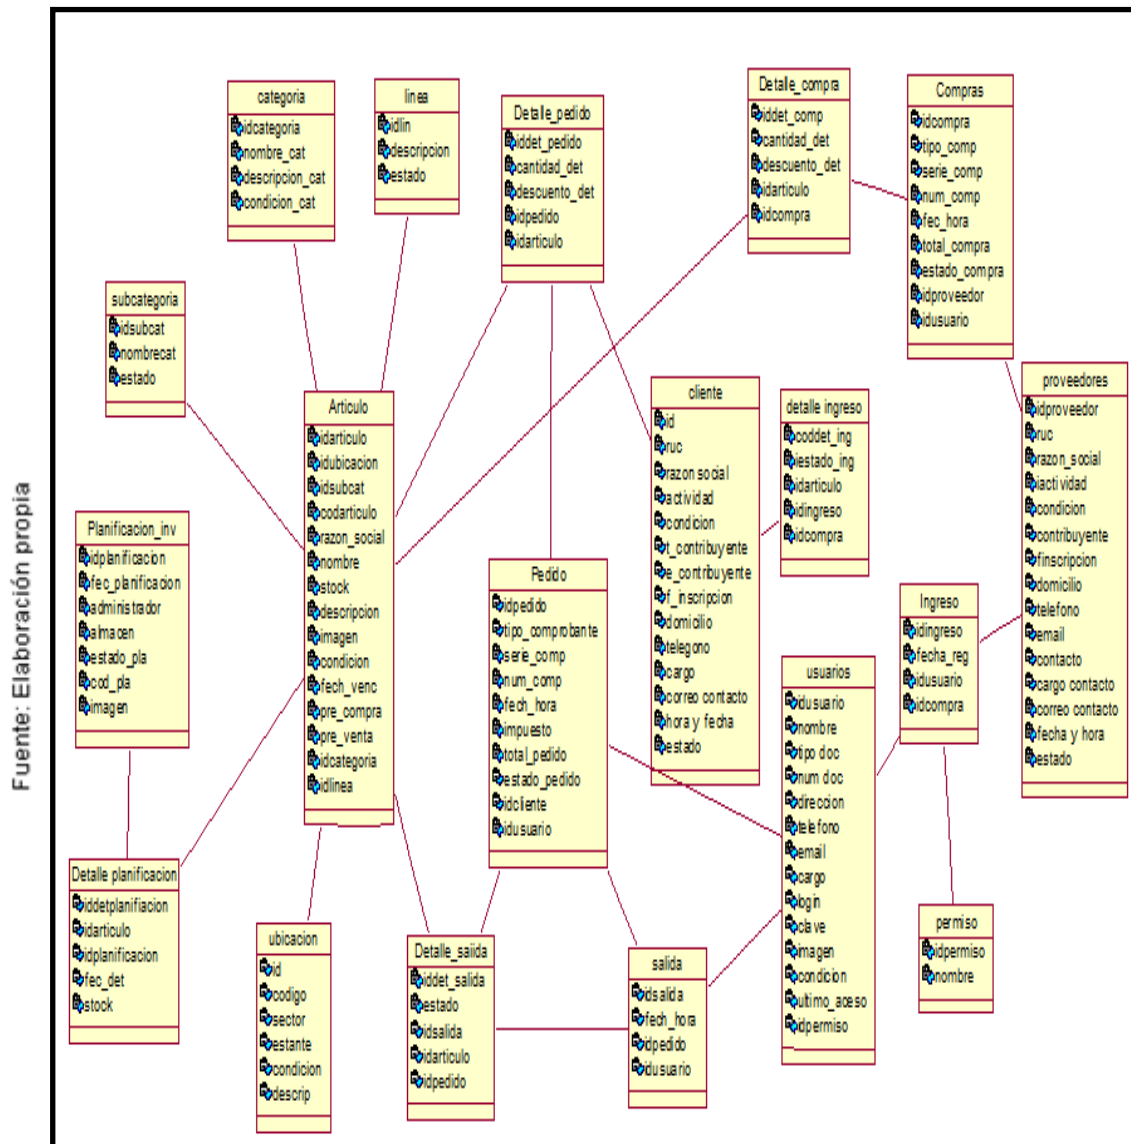 Fuente: Elaboración propia
categoria
idcategoria
nombre_cat
descripcion_cat
condicion_cat
linea
idlin
descripcion
estado
Detalle_pedido
iddet_pedido
cantidad_det
descuento_det
idpedido
idarticulo
Detalle_compra
iddet_comp
cantidad_det
descuento_det
idarticulo
idcompra
Compras
idcompra
tipo_comp
serie_comp
num_comp
fec_hora
total_compra
estado_compra
idproveedor
idusuario
subcategoria
idsubcat
nombrecat
estado
Articulo
idarticulo
idubicacion
idsubcat
codarticulo
razon_social
nombre
stock
descripcion
imagen
condicion
fech_venc
pre_compra
pre_venta
idcategoria
idlinea
cliente
id
ruc
razon social
actividad
condicion
t_contribuyente
e_contribuyente
f_inscripcion
domicilio
telegono
cargo
correo contacto
hora y fecha
estado
detalle ingreso
coddet_ing
iestado_ing
idarticulo
idingreso
idcompra
proveedores
idproveedor
ruc
razon_social
iactividad
condicion
contribuyente
finscripcion
domicilio
telefono
email
contacto
cargo contacto
correo contacto
fecha y hora
estado
Planificacion_inv
idplanificacion
fec_planificacion
administrador
almacen
estado_pla
cod_pla
imagen
Pedido
idpedido
tipo_comprobante
serie_comp
num_comp
fech_hora
impuesto
total_pedido
estado_pedido
idcliente
idusuario
Ingreso
idingreso
fecha_reg
idusuario
idcompra
usuarios
idusuario
nombre
tipo doc
num doc
direccion
telefono
email
cargo
login
clave
imagen
condicion
ultimo_aceso
idpermiso
Detalle planificacion
iddetplanifiacion
idarticulo
idplanificacion
fec_det
stock
ubicacion
id
codigo
sector
estante
condicion
descrip
Detalle_saiida
iddet_salida
estado
idsalida
idarticulo
idpedido
salida
idsalida
fech_hora
idpedido
idusuario
permiso
idpermiso
nombre